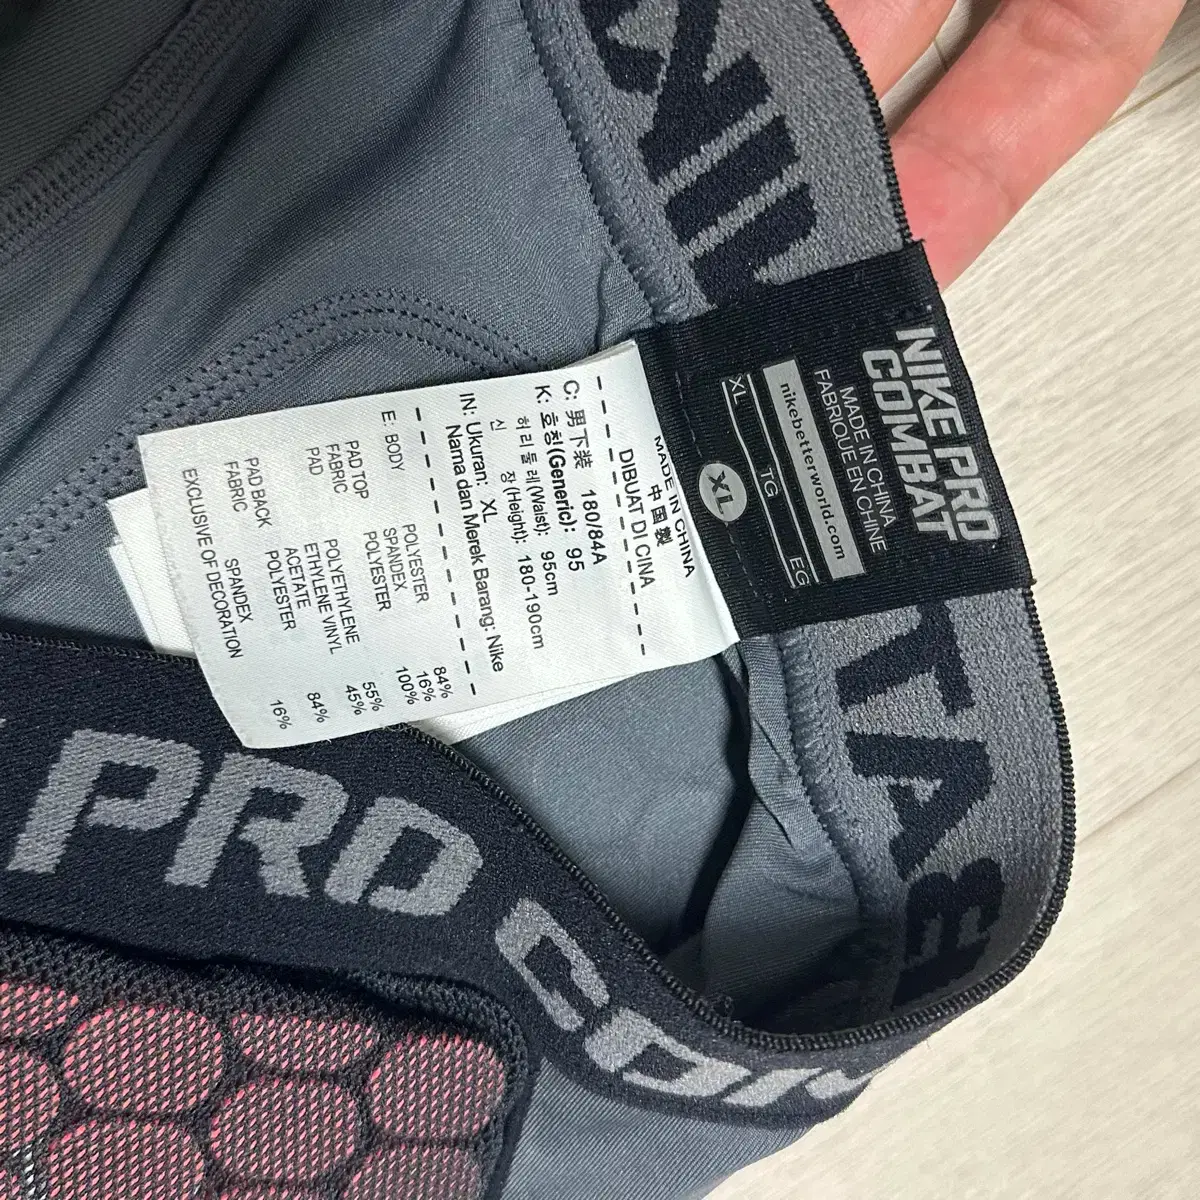 NIKE PRO
COMBAT
MADE IN CHINA
FABRIQUE EN CHINE
nikebetterworld.com
XL TG EG
XL
MADE IN CHINA
中国製
DIBUAT DI CINA
C: 男下装 180/84A
K: 호칭(Generic): 95
허리둘레(Waist): 95cm
신 장(Height): 180-190cm
IN: Ukuran: XL
Nama dan Merek Barang: Nike
E: BODY POLYESTER 84%
SPANDEX 16%
PAD TOP POLYESTER 100%
FABRIC
PAD POLYETHYLENE 55%
ETHYLENE VINYL 45%
ACETATE
PAD BACK POLYESTER 84%
FABRIC SPANDEX 16%
EXCLUSIVE OF DECORATION
PRO COM